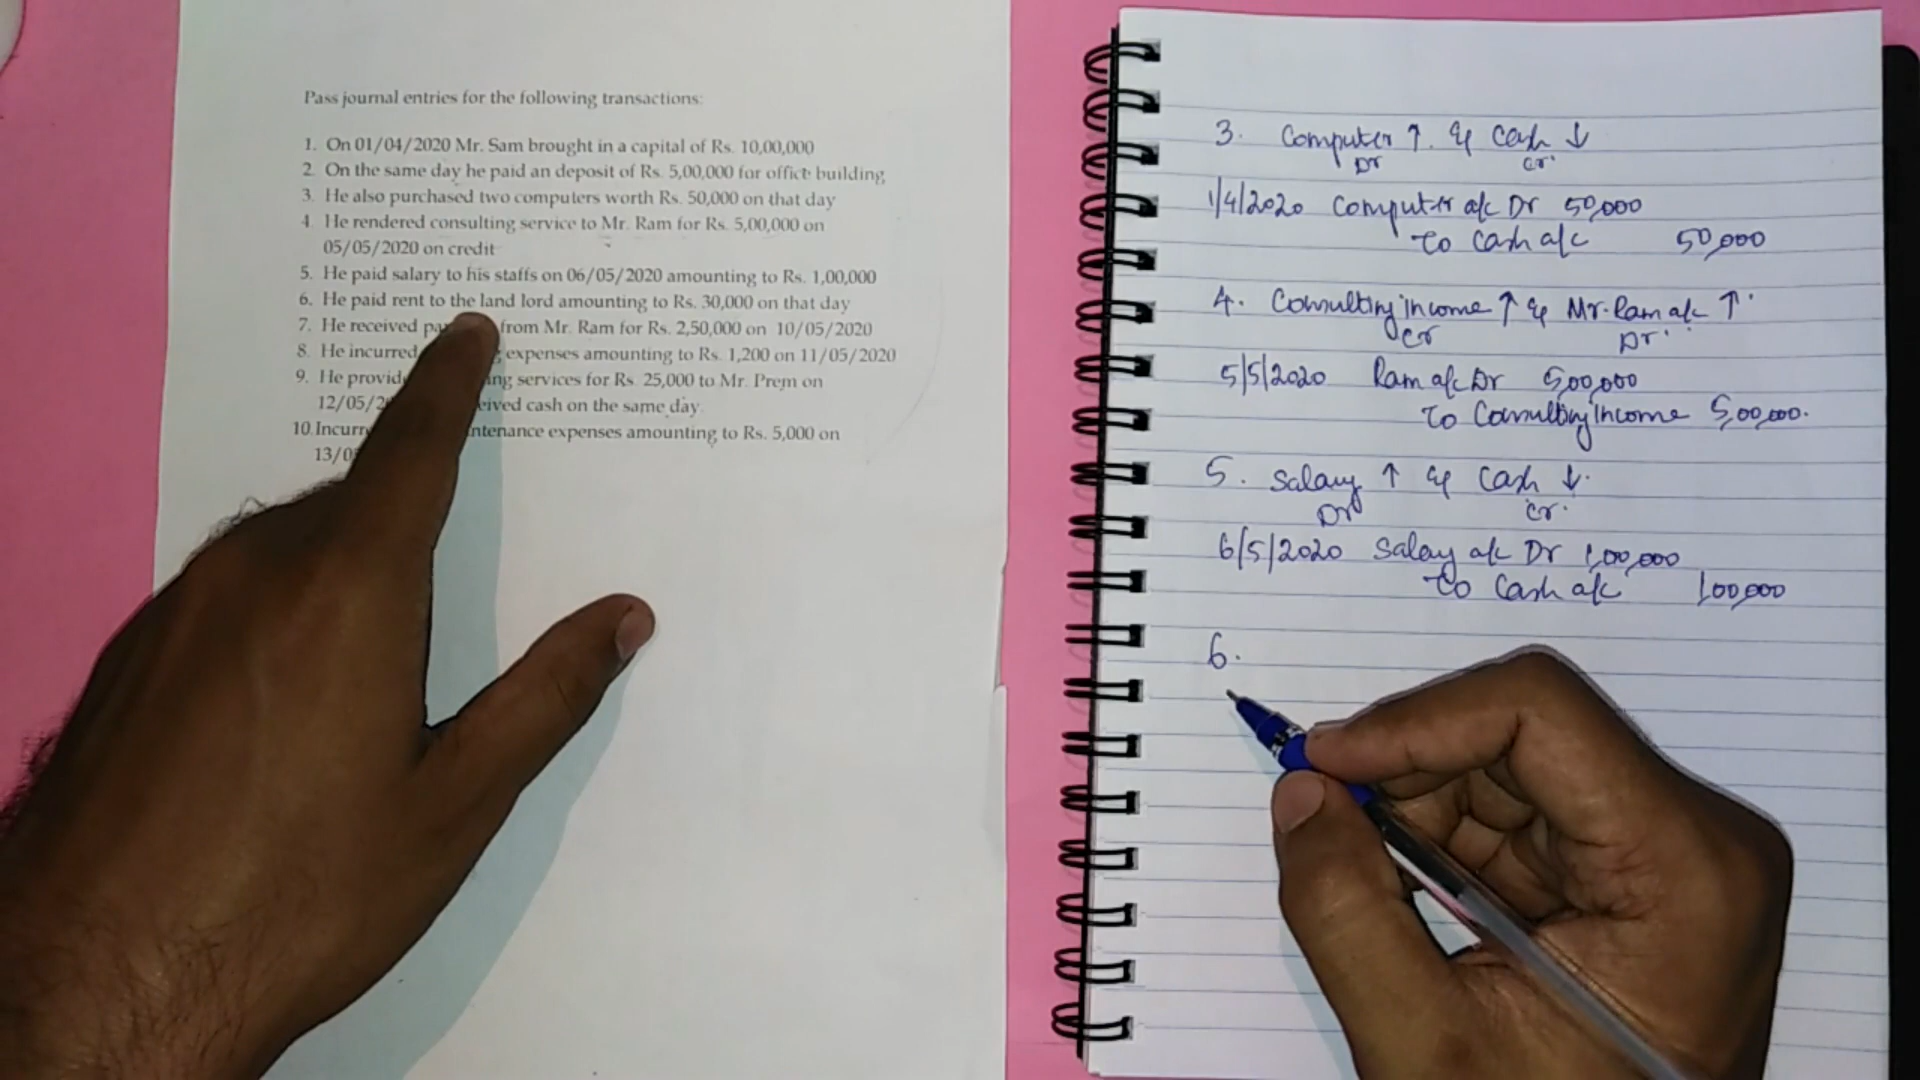 Pass journal entries for the following transactions:
1. On 01/04/2020 Mr. Sam brought in a capital of Rs. 10,00,000
2. On the same day he paid an deposit of Rs. 5,00,000 for office building
3. He also purchased two computers worth Rs. 50,000 on that day
4. He rendered consulting service to Mr. Ram for Rs. 5,00,000 on
05/05/2020 on credit
5. He paid salary to his staffs on 06/05/2020 amounting to Rs. 1,00,000
6. He paid rent to the land lord amounting to Rs. 30,000 on that day
7. He received from Mr. Ram for Rs. 2,50,000 on 10/05/2020
8. He incurred expenses amounting to Rs. 1,200 on 11/05/2020
9. He services for Rs. 25,000 to Mr. Prem on
cash on the same day
10. expenses amounting to Rs. 5,000 on
3. Computer ↑ & Cash ↓
Dr Cr
1/4/2020 Computer a/c Dr 50,000
To Cash a/c 50,000
4. Consulting income ↑ & Mr. Ram a/c ↑
Cr Dr
5/5/2020 Ram a/c Dr 5,00,000
To Consulting Income 5,00,000.
5. Salary ↑ & Cash ↓
Dr Cr.
6/5/2020 Salary a/c Dr 1,00,000
To Cash a/c 1,00,000
6.